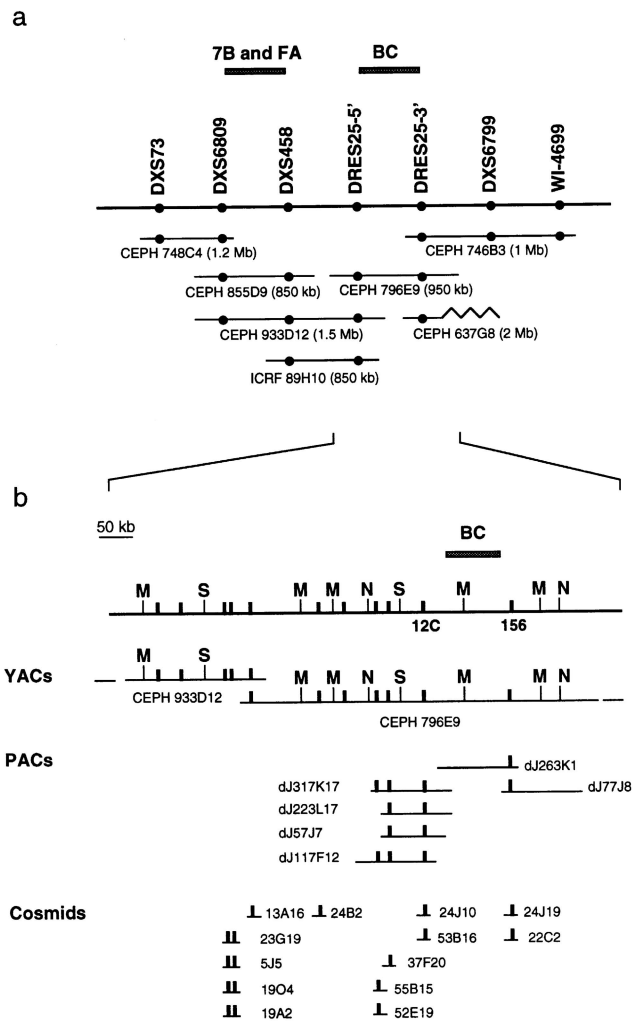 a
7B and FA BC
DXS73 DXS6809 DXS458 DRES25-5' DRES25-3' DXS6799 WI-4699
CEPH 748C4 (1.2 Mb) CEPH 746B3 (1 Mb)
CEPH 855D9 (850 kb) CEPH 796E9 (950 kb)
CEPH 933D12 (1.5 Mb) CEPH 637G8 (2 Mb)
ICRF 89H10 (850 kb)
b
50 kb
BC
M S M M N S M M N
12C 156
M S
YACs M M N S M M N
CEPH 933D12
CEPH 796E9
PACs
dJ263K1
dJ317K17 dJ77J8
dJ223L17
dJ57J7
dJ117F12
Cosmids 13A16 24B2 24J10 24J19
23G19 53B16 22C2
5J5 37F20
19O4 55B15
19A2 52E19